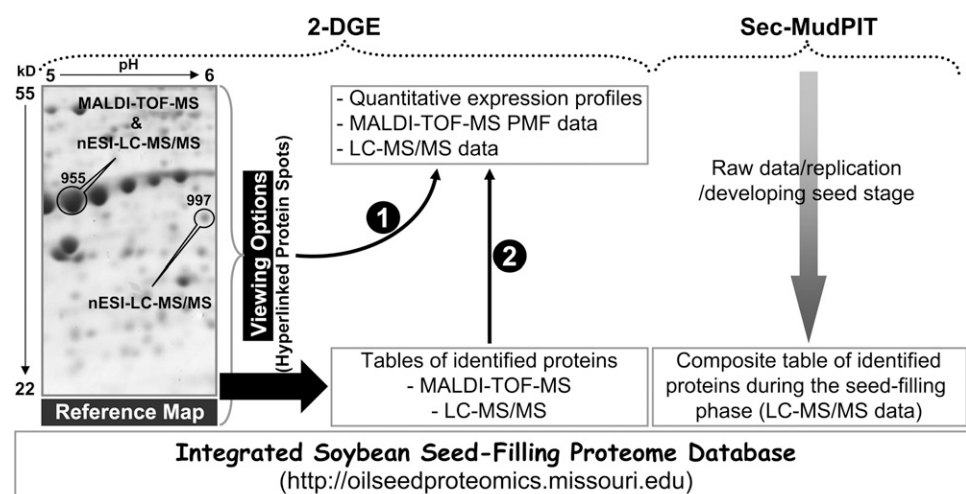 2-DGE
Sec-MudPIT
kD
5
pH
6
55
MALDI-TOF-MS
&
nESI-LC-MS/MS
955
997
nESI-LC-MS/MS
22
Reference Map
Viewing Options
(Hyperlinked Protein Spots)
- Quantitative expression profiles
- MALDI-TOF-MS PMF data
- LC-MS/MS data
1
2
Tables of identified proteins
- MALDI-TOF-MS
- LC-MS/MS
Raw data/replication
/developing seed stage
Composite table of identified
proteins during the seed-filling
phase (LC-MS/MS data)
Integrated Soybean Seed-Filling Proteome Database
(http://oilseedproteomics.missouri.edu)